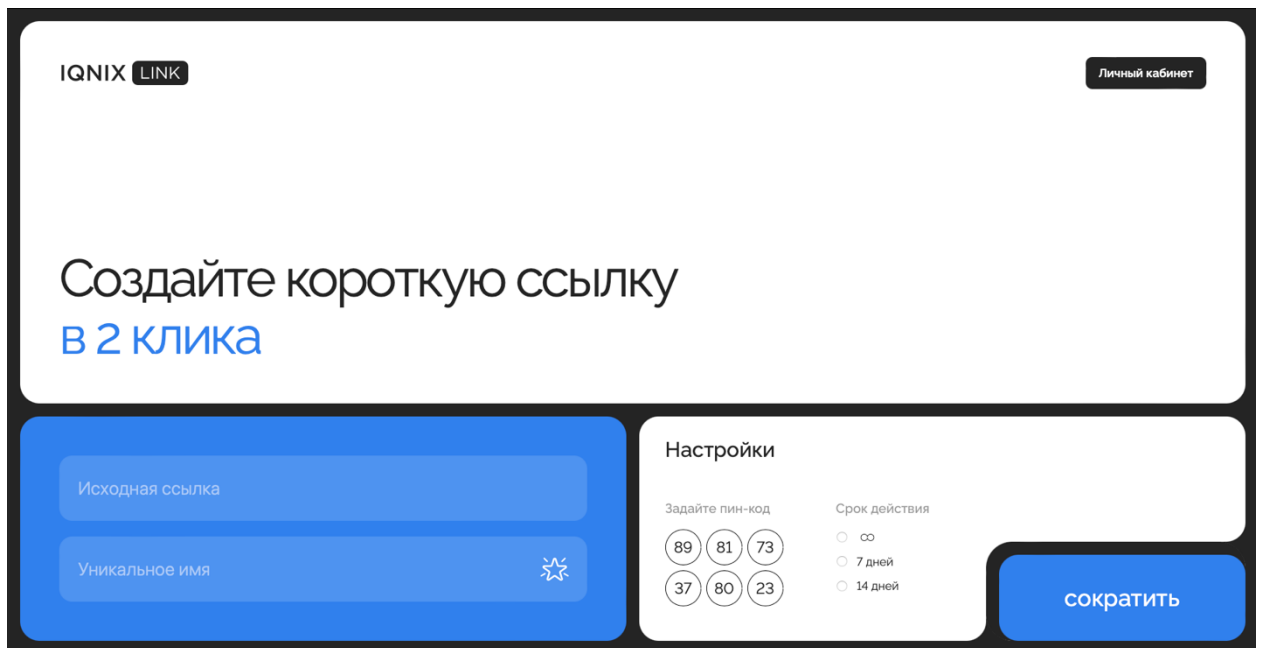 IQNIX LINK
Личный кабинет
Создайте короткую ссылку
в 2 клика
Исходная ссылка
Уникальное имя
Настройки
Задайте пин-код
89 81 73
37 80 23
Срок действия
∞
7 дней
14 дней
сократить